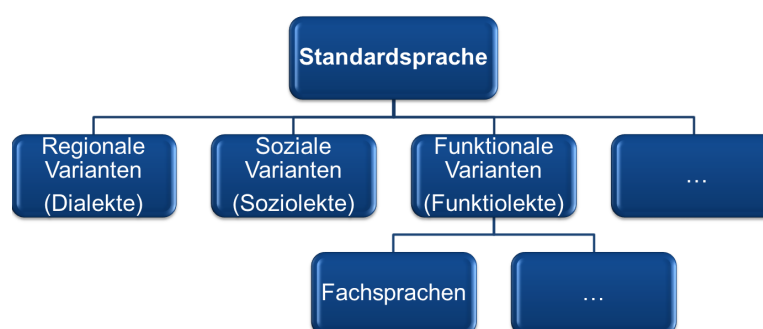 Standardsprache
Regionale
Varianten
(Dialekte)
Soziale
Varianten
(Soziolekte)
Funktionale
Varianten
(Funktiolekte)
…
Fachsprachen
…